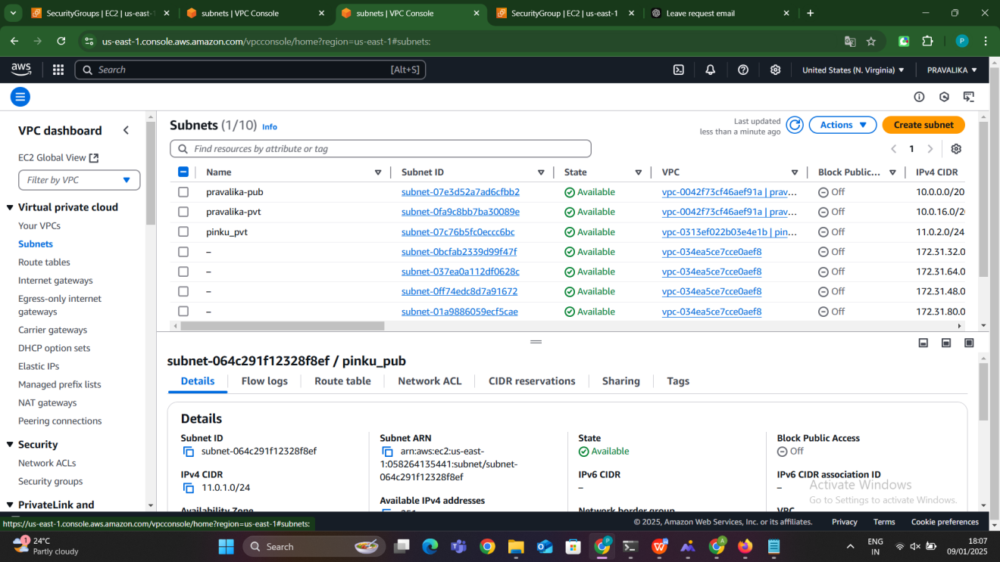 SecurityGroups | EC2 | us-east-1
subnets | VPC Console
subnets | VPC Console
SecurityGroup | EC2 | us-east-1
Leave request email
us-east-1.console.aws.amazon.com/vpcconsole/home?region=us-east-1#subnets:
P
aws
Search
[Alt+S]
United States (N. Virginia)
PRAVALIKA
VPC dashboard
EC2 Global View
Filter by VPC
Virtual private cloud
Your VPCs
Subnets
Route tables
Internet gateways
Egress-only internet
gateways
Carrier gateways
DHCP option sets
Elastic IPs
Managed prefix lists
NAT gateways
Peering connections
Security
Network ACLs
Security groups
PrivateLink and
Subnets (1/10) Info
Last updated
less than a minute ago
Actions
Create subnet
Find resources by attribute or tag
1
Name Subnet ID State VPC Block Public... IPv4 CIDR
pravalika-pub subnet-07e3d52a7ad6cfbb2 Available vpc-0042f73cf46aef91a | prav... Off 10.0.0.0/20
pravalika-pvt subnet-0fa9c8bb7ba30089e Available vpc-0042f73cf46aef91a | prav... Off 10.0.16.0/20
pinku_pvt subnet-07c76b5fc0eccc6bc Available vpc-0313ef022b03e4e1b | pin... Off 11.0.2.0/24
– subnet-0bcfab2339d99f47f Available vpc-034ea5ce7cce0aef8 Off 172.31.32.0
– subnet-037ea0a112df0628c Available vpc-034ea5ce7cce0aef8 Off 172.31.64.0
– subnet-0ff74edc8d7a91672 Available vpc-034ea5ce7cce0aef8 Off 172.31.48.0
– subnet-01a9886059ecf5cae Available vpc-034ea5ce7cce0aef8 Off 172.31.80.0
subnet-064c291f12328f8ef / pinku_pub
Details Flow logs Route table Network ACL CIDR reservations Sharing Tags
Details
Subnet ID
subnet-064c291f12328f8ef
IPv4 CIDR
11.0.1.0/24
Availability Zone
Subnet ARN
arn:aws:ec2:us-east-
1:058264135441:subnet/subnet-
064c291f12328f8ef
Available IPv4 addresses
251
State
Available
IPv6 CIDR
–
Network border group
Block Public Access
Off
IPv6 CIDR association ID
–
VPC
Activate Windows
Go to Settings to activate Windows.
https://us-east-1.console.aws.amazon.com/vpcconsole/home?region=us-east-1#subnets:
© 2025, Amazon Web Services, Inc. or its affiliates.
Privacy
Terms
Cookie preferences
1
24°C
Partly cloudy
Search
ENG
IN
18:07
09/01/2025